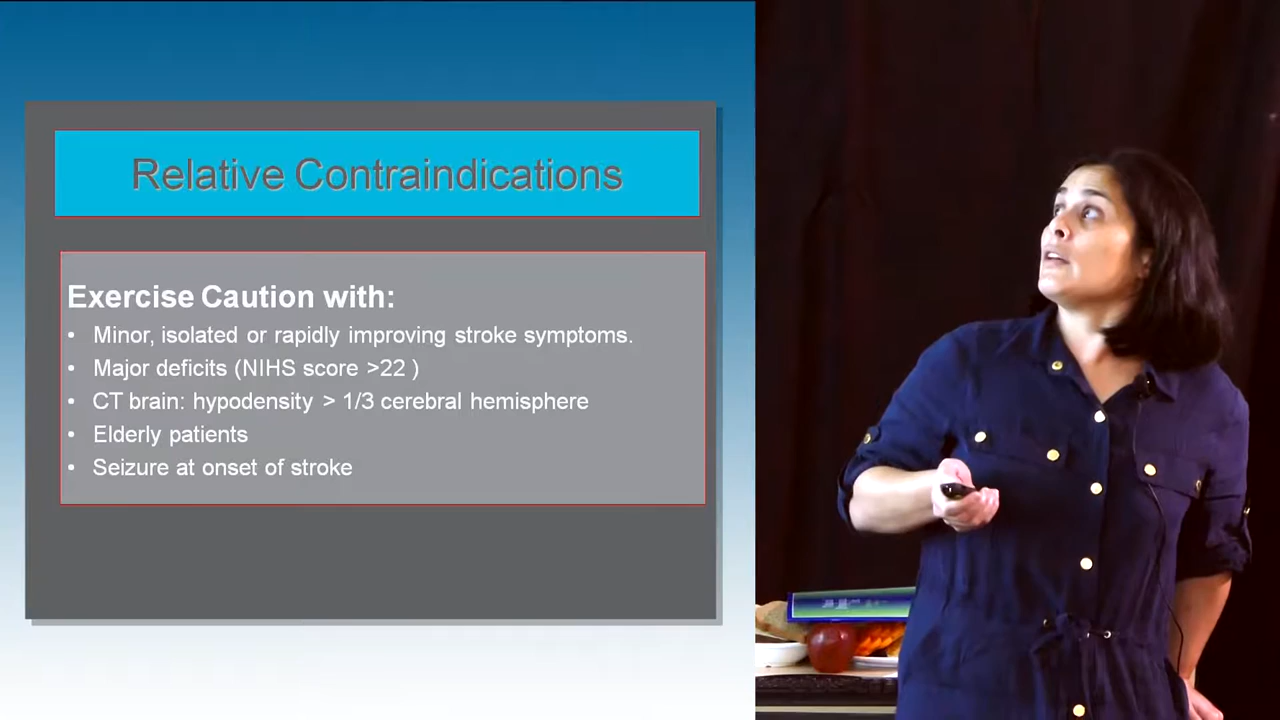 Relative Contraindications
Exercise Caution with:
• Minor, isolated or rapidly improving stroke symptoms.
• Major deficits (NIHS score >22 )
• CT brain: hypodensity > 1/3 cerebral hemisphere
• Elderly patients
• Seizure at onset of stroke